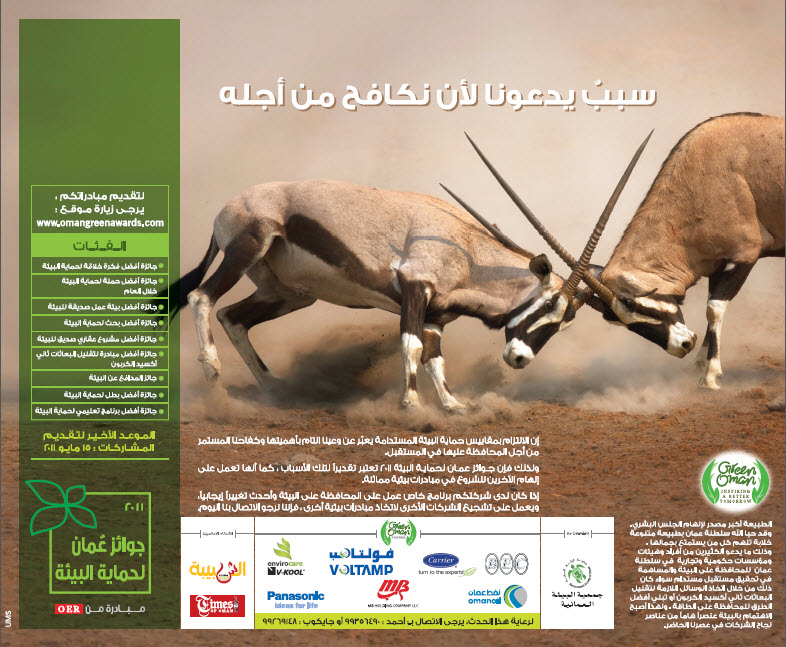 سببٌ يدعونا لأن نكافح من أجله
لتقديم مبادراتكم ،
يرجى زيارة موقع :
www.omangreenawards.com
الفئات
جائزة أفضل فكرة خلاقة لحماية البيئة
جائزة أفضل حملة لحماية البيئة
خلال العام
جائزة أفضل بيئة عمل صديقة للبيئة
جائزة أفضل بحث لحماية البيئة
جائزة أفضل مشروع عقاري صديق للبيئة
جائزة أفضل مبادرة لتقليل انبعاثات ثاني
أكسيد الكربون
جائز المدافع عن البيئة
جائزة أفضل بطل لحماية البيئة
جائزة أفضل برنامج تعليمي لحماية البيئة
الموعد الأخير لتقديم
المشاركات : ١٥ مايو ٢٠١١
٢٠١١
جوائز عُمان
لحماية البيئة
مبادرة من OER
UMS
إن الالتزام بمقاييس حماية البيئة المستدامة يعبّر عن وعينا التام بأهميتها وكفاحنا المستمر
من أجل المحافظة عليها في المستقبل.
ولذلك فإن جوائز عمان لحماية البيئة ٢٠١١ تعتبر تقديراً لتلك الأسباب ، كما أنها تعمل على
إلهام الآخرين للشروع في مبادرات بيئية مماثلة.
إذا كان لدى شركتكم برنامج خاص عمل على المحافظة على البيئة وأحدث تغييراً إيجابياً،
ويعمل على تشجيع الشركات الأخرى لاتخاذ مبادرات بيئية أخرى ، فإننا نرجو الاتصال بنا اليوم.
Green Oman
INSPIRING
A BETTER
TOMORROW
الطبيعة أكبر مصدر لإلهام الجنس البشري.
وقد حبا الله سلطنة عمان بطبيعة متنوعة
خلابة تلهم كل من يستمتع بجمالها .
وذلك ما يدعو الكثيرين من أفراد وهيئات
ومؤسسات حكومية وتجارية في سلطنة
عمان للمحافظة على البيئة والمساهمة
في تحقيق مستقبل مستدام سواء كان
ذلك من خلال اتخاذ الوسائل اللازمة لتقليل
انبعاثات ثاني أكسيد الكربون أو تبني أفضل
الطرق للمحافظة على الطاقة ، ولهذا أصبح
الاهتمام بالبيئة عنصراً هاماً من عناصر
نجاح الشركات في عصرنا الحاضر.
Green Oman
الشبيبة
Times
OF OMAN
envirocare
V-KOOL
فولتامب
VOLTAMP
Carrier
turn to the experts
BEC
Panasonic
ideas for life
MB
MB HOLDING COMPANY LLC
نفط عمان
omanoil
جمعية البيئة
العمانية
لرعاية هذا الحدث، يرجى الاتصال بـ أحمد : ٩٩٣٥٦٤٩٠ أو جايكوب : ٩٩٢٦٩١٤٨